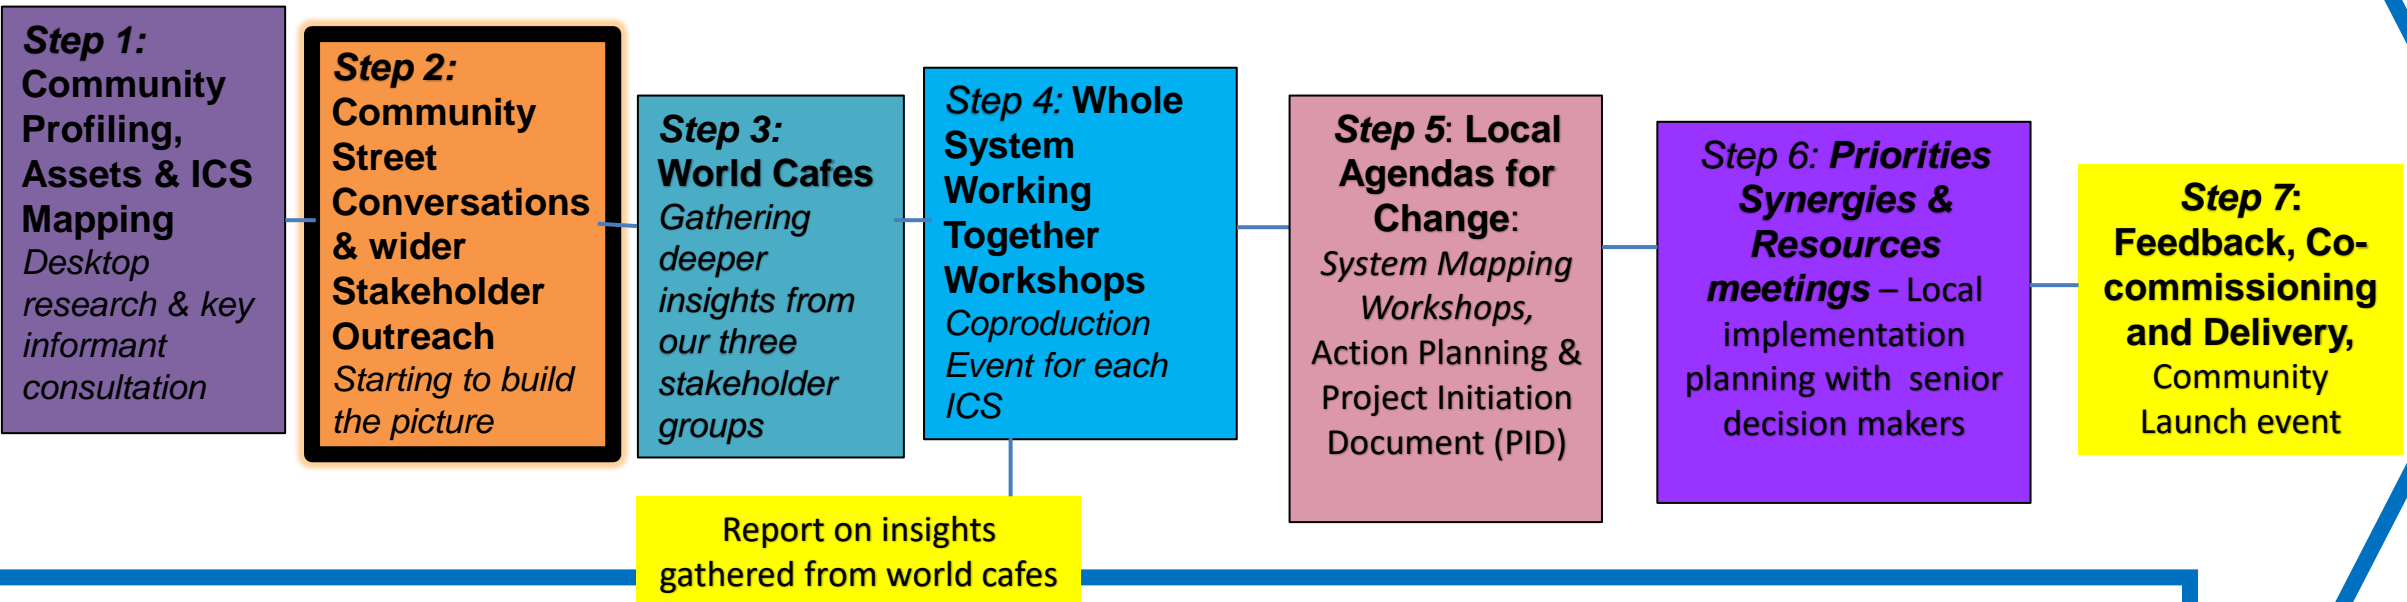 Step 1:
Community
Profiling,
Assets & ICS
Mapping
Desktop
research & key
informant
consultation
Step 2:
Community
Street
Conversations
& wider
Stakeholder
Outreach
Starting to build
the picture
Step 3:
World Cafes
Gathering
deeper
insights from
our three
stakeholder
groups
Step 4: Whole
System
Working
Together
Workshops
Coproduction
Event for each
ICS
Report on insights
gathered from world cafes
Step 5: Local
Agendas for
Change:
System Mapping
Workshops,
Action Planning &
Project Initiation
Document (PID)
Step 6: Priorities
Synergies &
Resources
meetings – Local
implementation
planning with senior
decision makers
Step 7:
Feedback, Co-
commissioning
and Delivery,
Community
Launch event